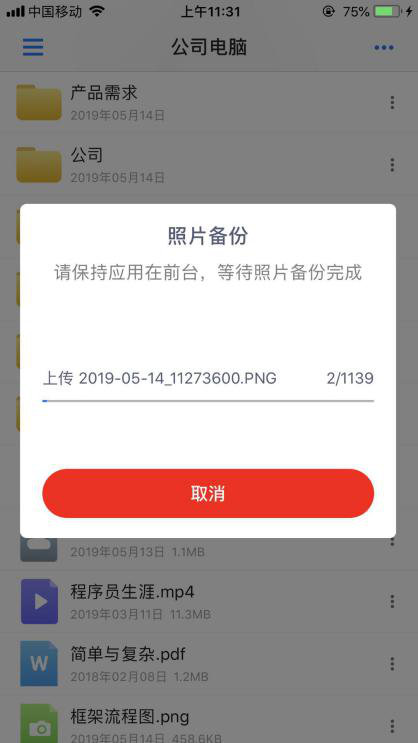 中国移动
上午11:31
75%
公司电脑
产品需求
2019年05月14日
公司
2019年05月14日
照片备份
请保持应用在前台，等待照片备份完成
上传 2019-05-14_11273600.PNG 2/1139
取消
2019年05月13日 1.1MB
程序员生涯.mp4
2019年03月11日 11.3MB
W
简单与复杂.pdf
2018年02月08日 1.2MB
框架流程图.png
2019年05月14日 458.6KB